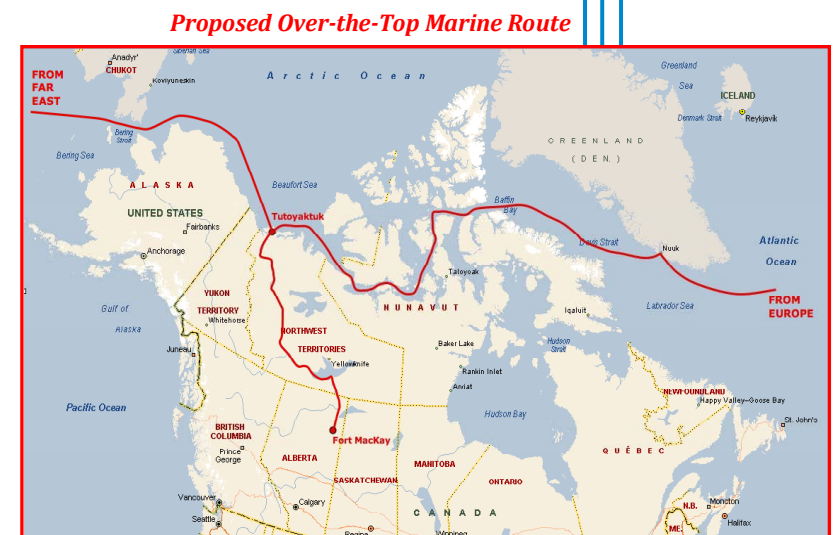 Proposed Over-the-Top Marine Route
Siberian Sea
Anadyr'
CHUKOT
Greenland
Sea
FROM
FAR
EAST
Arctic Ocean
ICELAND
Denmark Strait
Reykjavik
Bering
Strait
GREENLAND
(DEN.)
Bering Sea
ALASKA
Beaufort Sea
Baffin
Bay
UNITED STATES
Tutoyaktuk
Fairbanks
Davis Strait
Nuuk
Atlantic
Ocean
Anchorage
Taloyoak
YUKON
TERRITORY
Whitehorse
NUNAVUT
FROM
EUROPE
Gulf of
Alaska
Iqaluit
Labrador Sea
NORTHWEST
TERRITORIES
Baker Lake
Hudson
Strait
Juneau
Yellowknife
Rankin Inlet
Arviat
NEWFOUNDLAND
Happy Valley–Goose Bay
Pacific Ocean
Hudson Bay
St. John's
BRITISH
COLUMBIA
Fort MacKay
Prince
George
ALBERTA
QUÉBEC
MANITOBA
SASKATCHEWAN
ONTARIO
Vancouver
Calgary
CANADA
N.B.
Moncton
Seattle
Halifax
Regina
Winnipeg
ME.